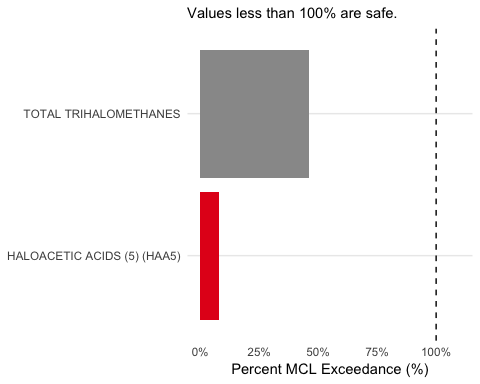 Values less than 100% are safe.
TOTAL TRIHALOMETHANES
HALOACETIC ACIDS (5) (HAA5)
0% 25% 50% 75% 100%
Percent MCL Exceedance (%)